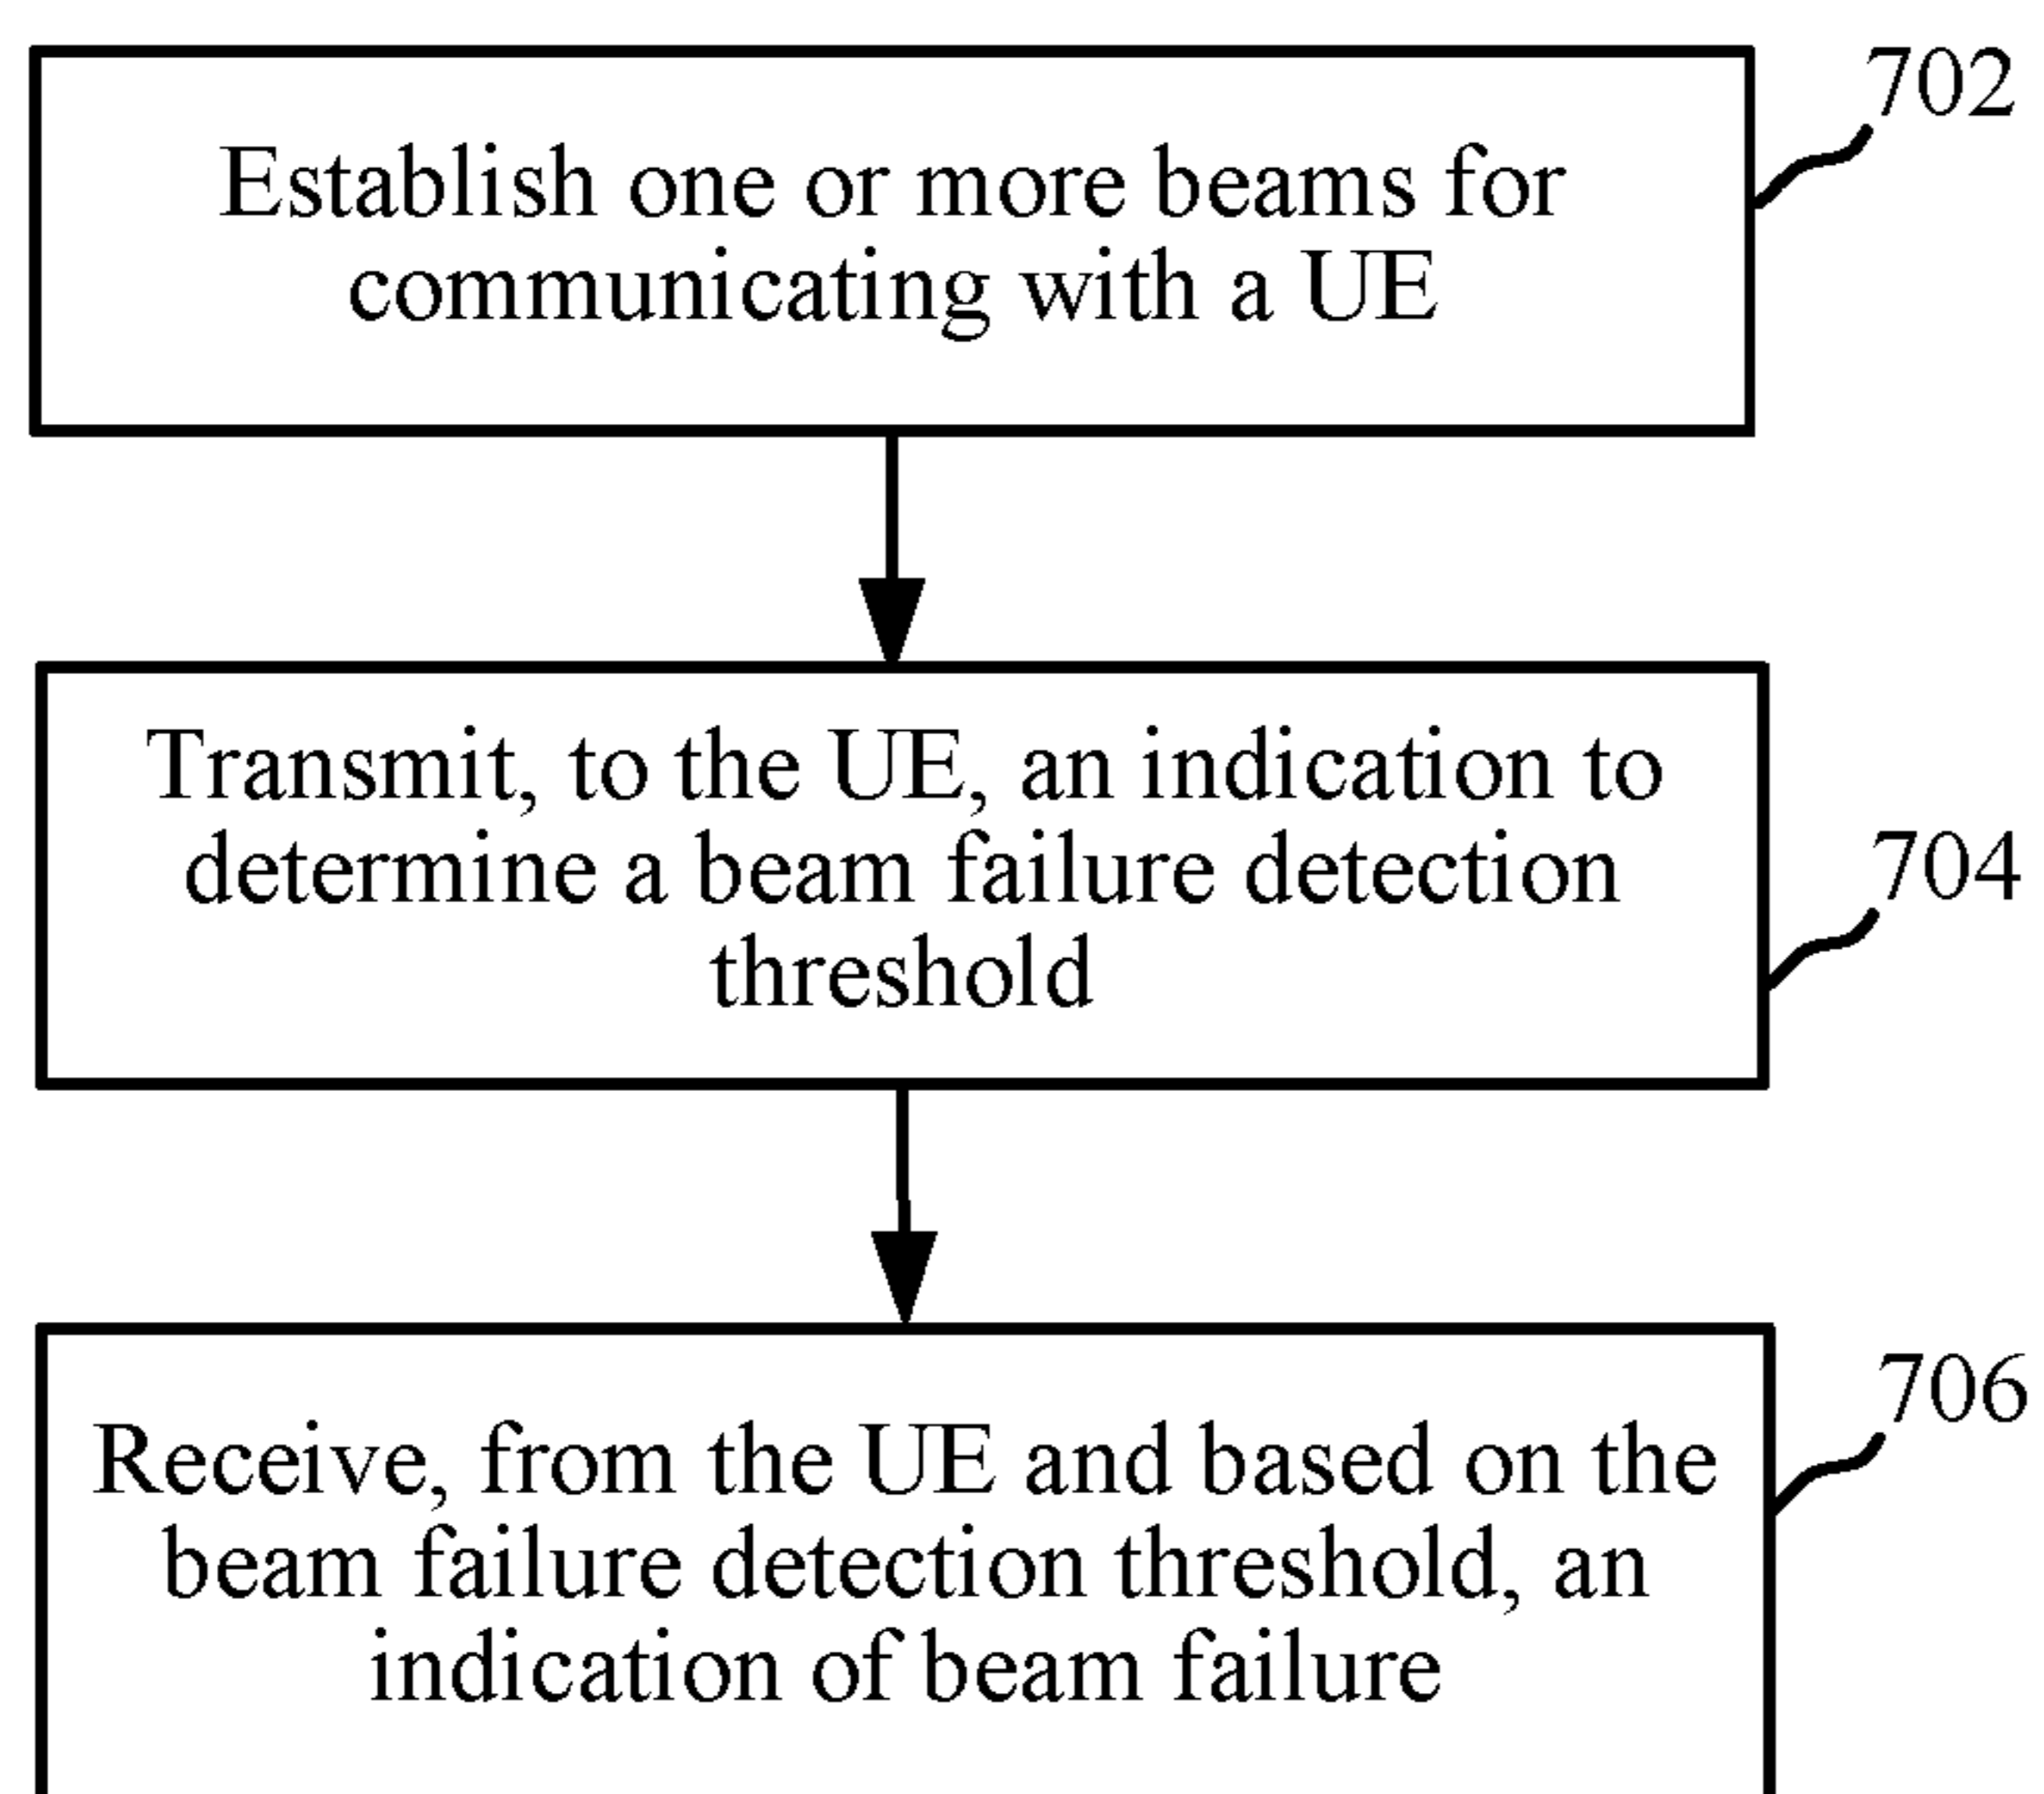 702
Establish one or more beams for
communicating with a UE
Transmit, to the UE, an indication to
determine a beam failure detection
threshold
704
706
Receive, from the UE and based on the
beam failure detection threshold, an
indication of beam failure